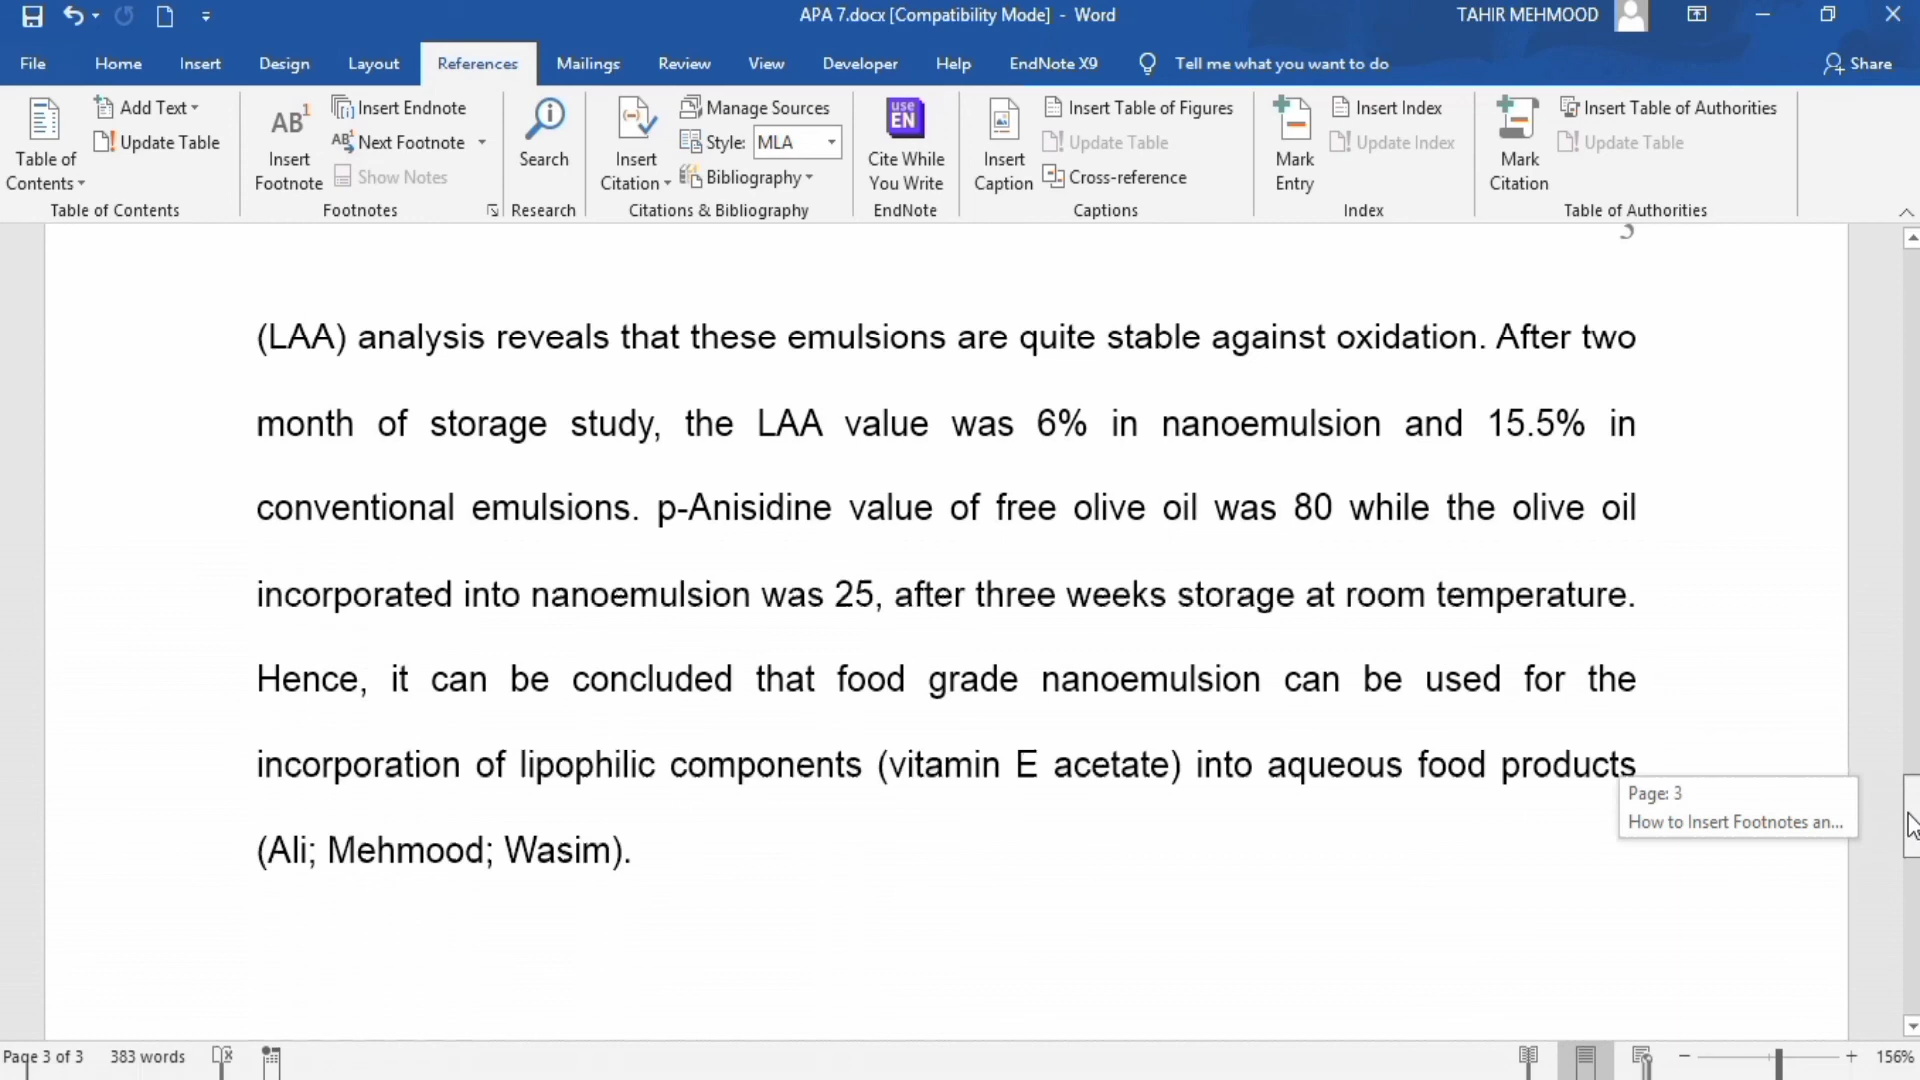 APA 7.docx [Compatibility Mode] - Word
TAHIR MEHMOOD
File Home Insert Design Layout References Mailings Review View Developer Help EndNote X9 Tell me what you want to do Share
Table of Contents
Add Text
Update Table
Table of Contents
AB1
Insert Footnote
Insert Endnote
AB1 Next Footnote
Show Notes
Footnotes
Search
Research
Insert Citation
Manage Sources
Style: MLA
Bibliography
Citations & Bibliography
use
EN
Cite While You Write
EndNote
Insert Caption
Insert Table of Figures
Update Table
Cross-reference
Captions
Mark Entry
Insert Index
Update Index
Index
Mark Citation
Insert Table of Authorities
Update Table
Table of Authorities
3
(LAA) analysis reveals that these emulsions are quite stable against oxidation. After two
month of storage study, the LAA value was 6% in nanoemulsion and 15.5% in
conventional emulsions. p-Anisidine value of free olive oil was 80 while the olive oil
incorporated into nanoemulsion was 25, after three weeks storage at room temperature.
Hence, it can be concluded that food grade nanoemulsion can be used for the
incorporation of lipophilic components (vitamin E acetate) into aqueous food products
(Ali; Mehmood; Wasim).
Page: 3
How to Insert Footnotes an...
Page 3 of 3 383 words
156%